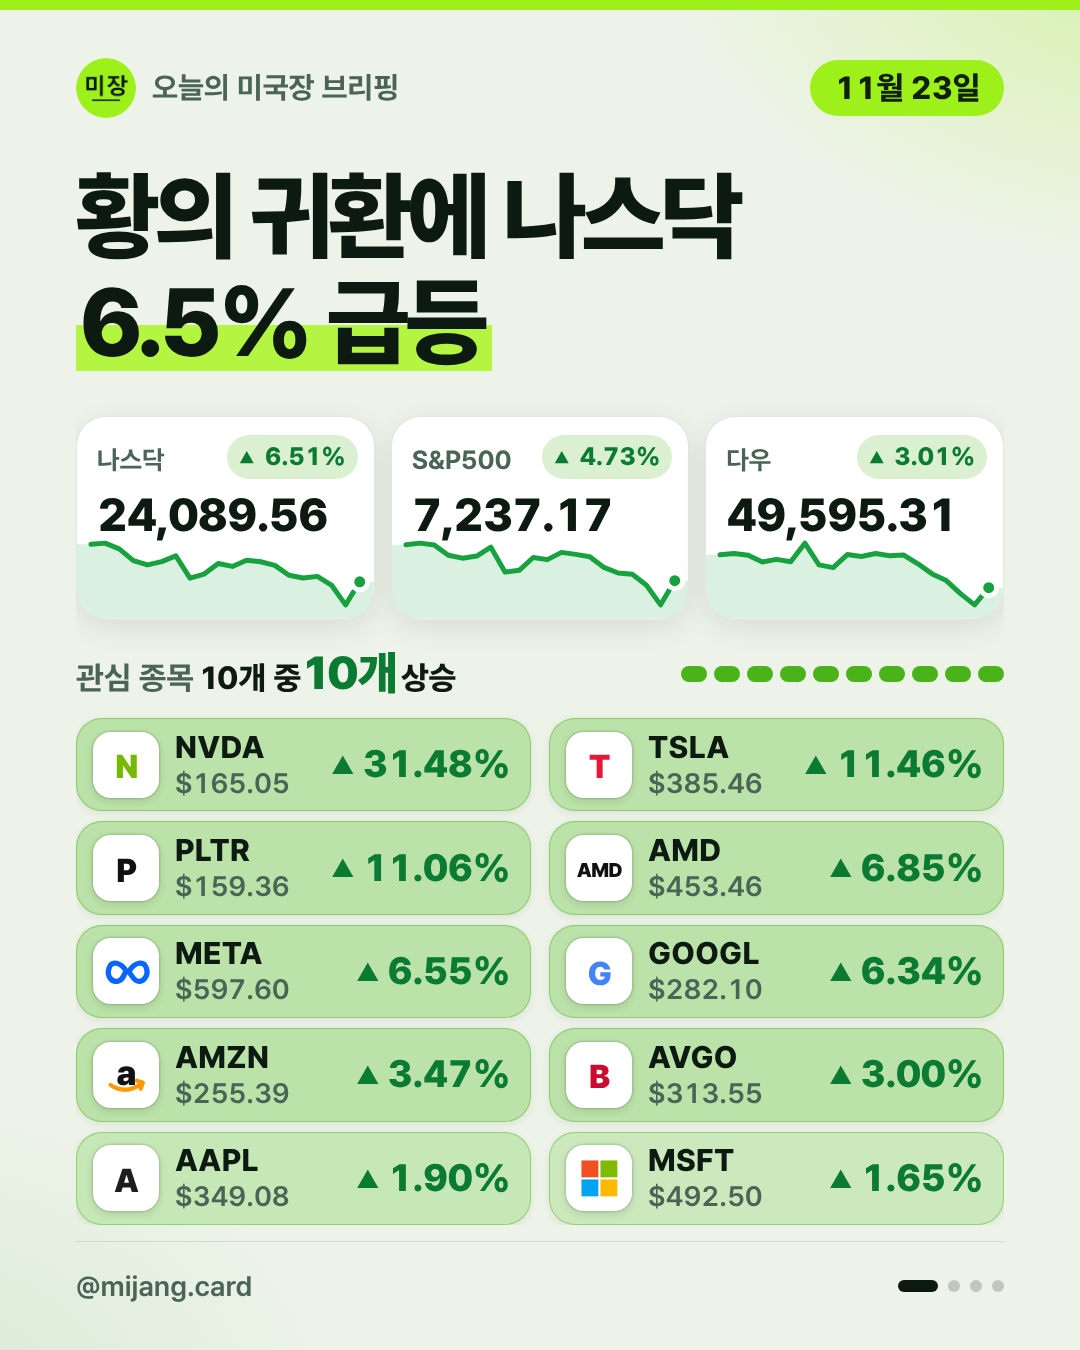 미장 오늘의 미국장 브리핑
11월 23일
황의 귀환에 나스닥
6.5% 급등
나스닥 ▲ 6.51%
24,089.56
S&P500 ▲ 4.73%
7,237.17
다우 ▲ 3.01%
49,595.31
관심 종목 10개 중 10개 상승
N NVDA ▲ 31.48%
$165.05
T TSLA ▲ 11.46%
$385.46
P PLTR ▲ 11.06%
$159.36
AMD AMD ▲ 6.85%
$453.46
META ▲ 6.55%
$597.60
G GOOGL ▲ 6.34%
$282.10
a AMZN ▲ 3.47%
$255.39
B AVGO ▲ 3.00%
$313.55
A AAPL ▲ 1.90%
$349.08
MSFT ▲ 1.65%
$492.50
@mijang.card